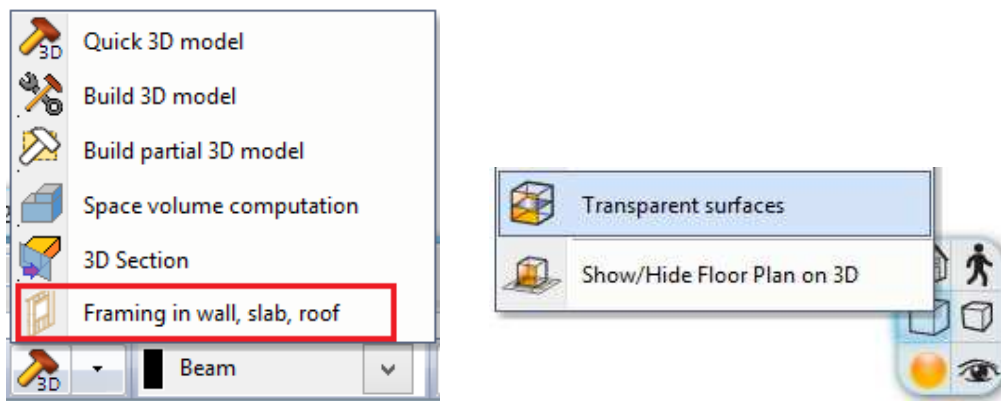 3D
Quick 3D model
Build 3D model
Build partial 3D model
Space volume computation
3D Section
Framing in wall, slab, roof
3D
Beam
Transparent surfaces
Show/Hide Floor Plan on 3D